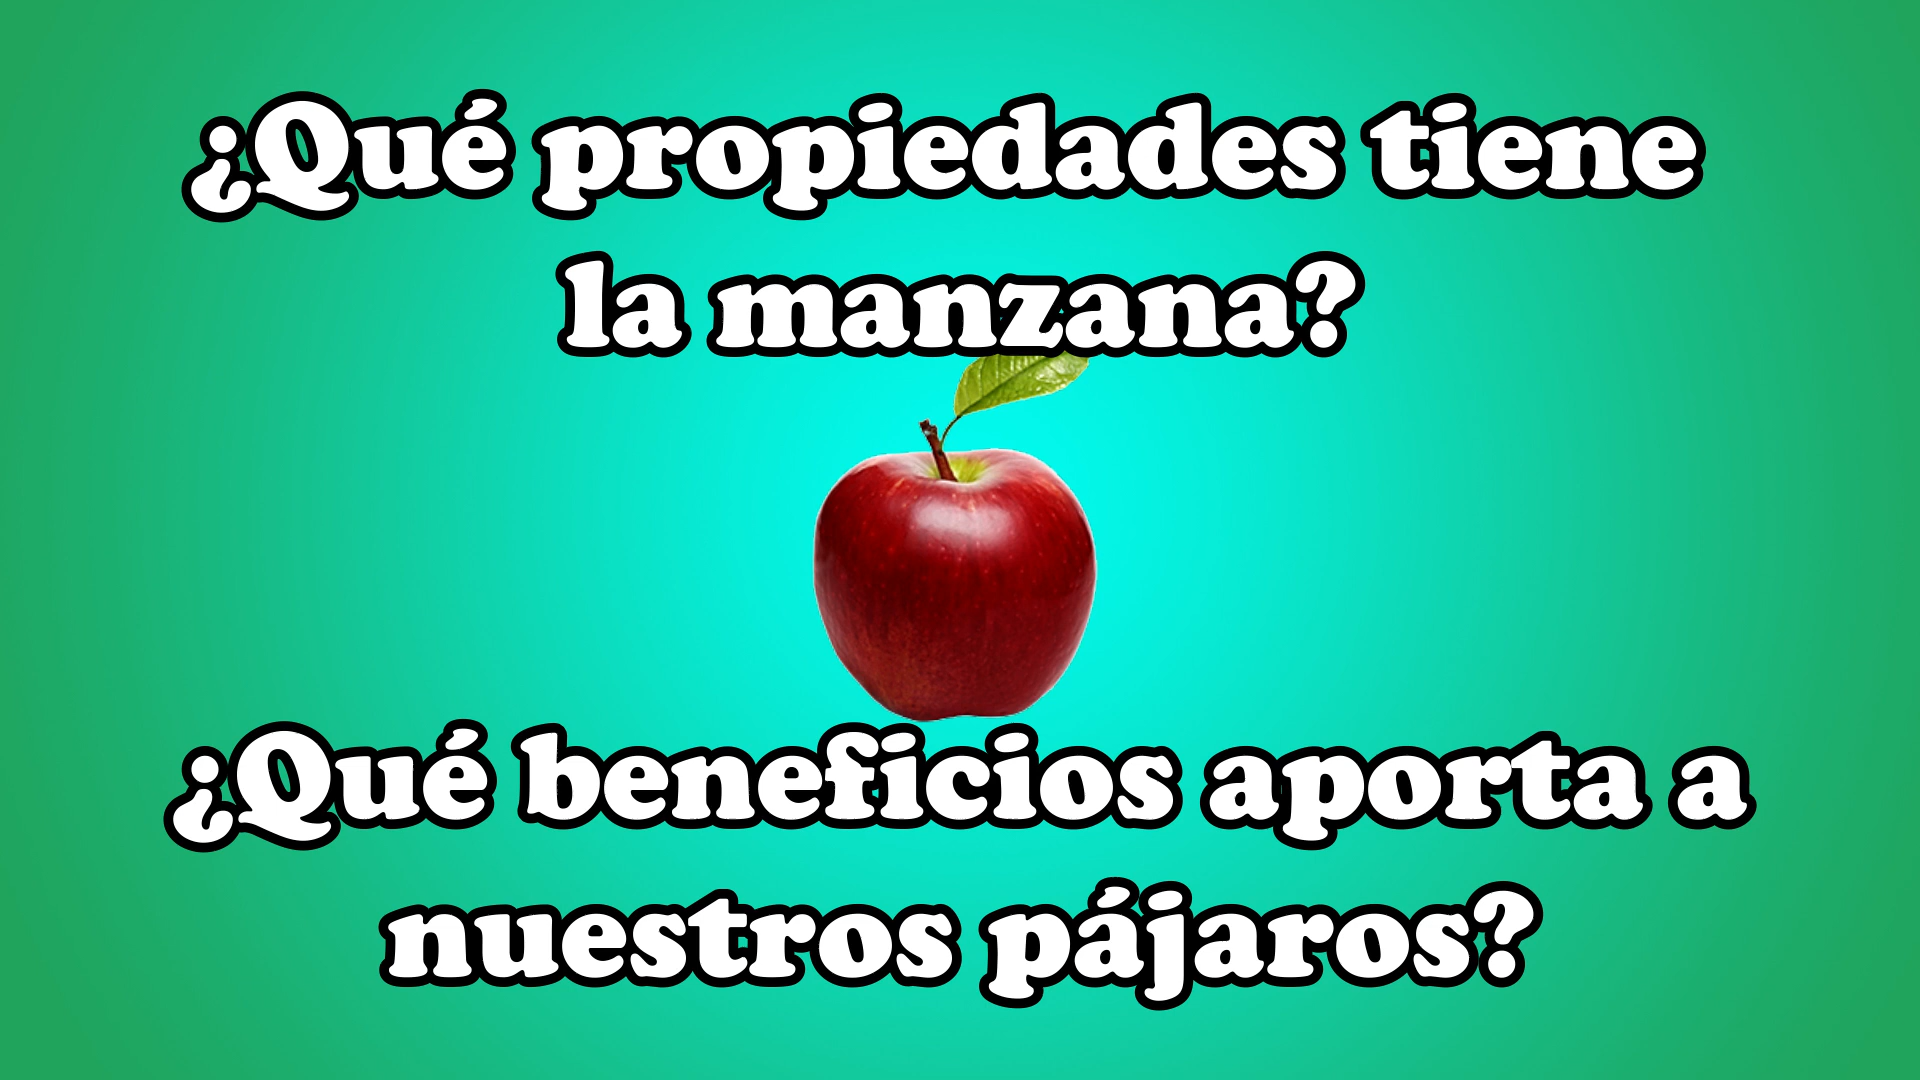 ¿Qué propiedades tiene
la manzana?
¿Qué beneficios aporta a
nuestros pájaros?